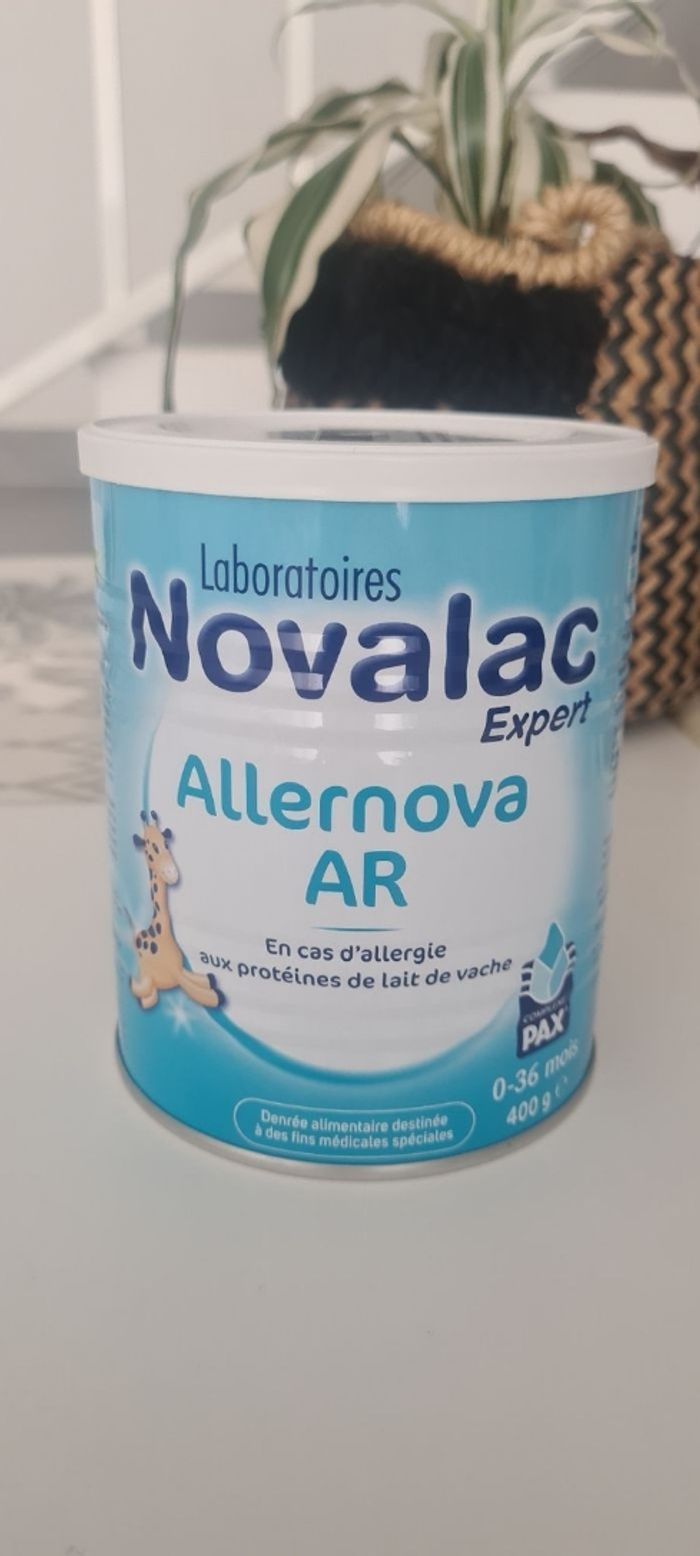 Laboratoires
Novalac
Expert
Allernova
AR
En cas d'allergie
aux protéines de lait de vache
COMPLEXE
PAX
0-36 mois
400 g e
Denrée alimentaire destinée
à des fins médicales spéciales